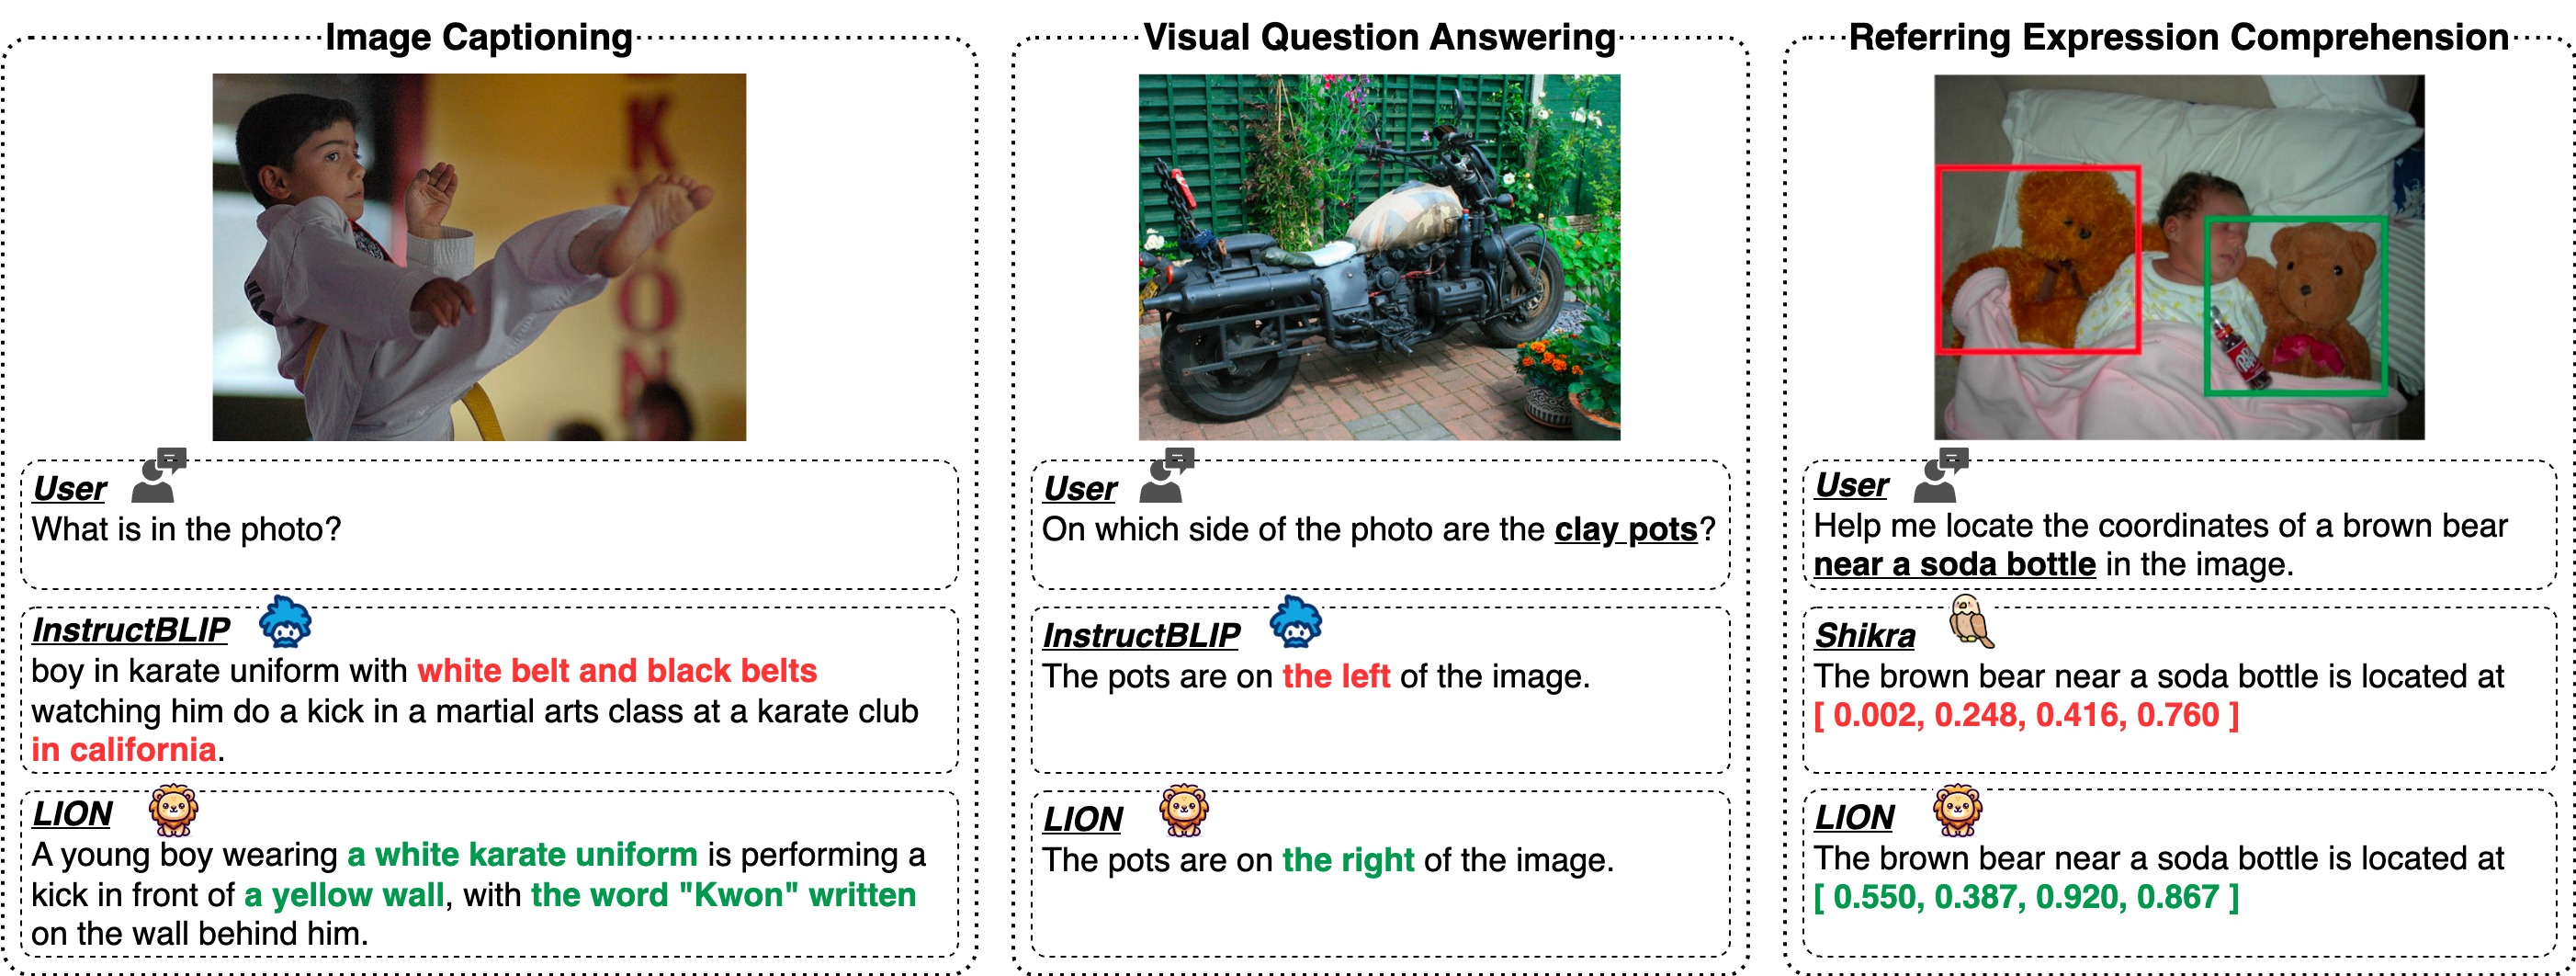 Image Captioning
K
W
O
N
User
What is in the photo?
InstructBLIP
boy in karate uniform with white belt and black belts
watching him do a kick in a martial arts class at a karate club
in california.
LION
A young boy wearing a white karate uniform is performing a
kick in front of a yellow wall, with the word "Kwon" written
on the wall behind him.
Visual Question Answering
User
On which side of the photo are the clay pots?
InstructBLIP
The pots are on the left of the image.
LION
The pots are on the right of the image.
Referring Expression Comprehension
User
Help me locate the coordinates of a brown bear
near a soda bottle in the image.
Shikra
The brown bear near a soda bottle is located at
[ 0.002, 0.248, 0.416, 0.760 ]
LION
The brown bear near a soda bottle is located at
[ 0.550, 0.387, 0.920, 0.867 ]